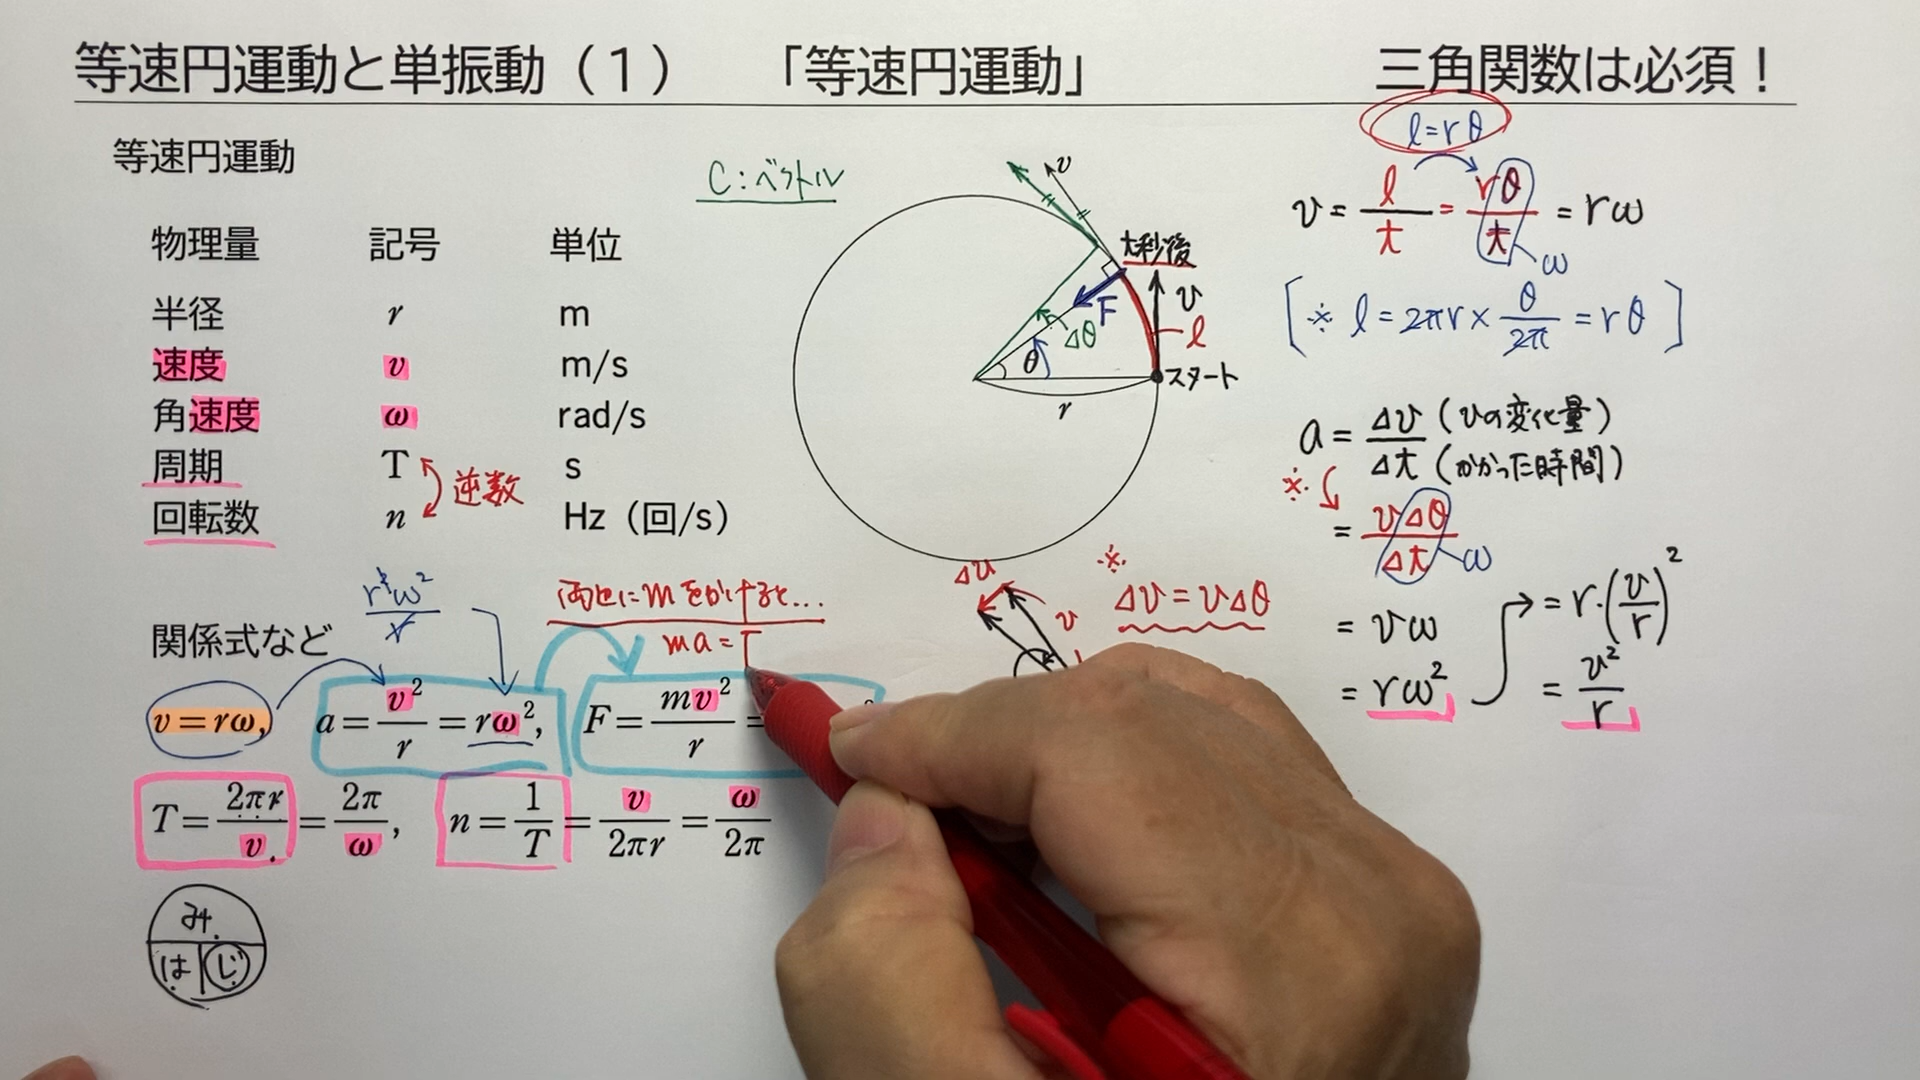 等速円運動と単振動（１）　「等速円運動」　三角関数は必須！
等速円運動
物理量　記号　単位
半径　r　m
速度　v　m/s
角速度　ω　rad/s
周期　T　s
回転数　n　Hz（回/s）
逆数
C：ベクトル
v
t秒後
F
v
Δθ
l
θ
スタート
r
l=rθ
v = l/t = rθ/t = rω
ω
[※ l = 2πr × θ/2π = rθ]
a = Δv（vの変化量）/Δt（かかった時間）
※
= vΔθ/Δt
ω
= vω
= rω²
= r·(v/r)²
= v²/r
Δv
※
Δv = vΔθ
v
r²ω²/r
両辺にmをかけると...
ma =
関係式など
v=rω, a=v²/r=rω², F=mv²/r=
T=2πr/v=2π/ω, n=1/T=v/2πr=ω/2π
み
は じ